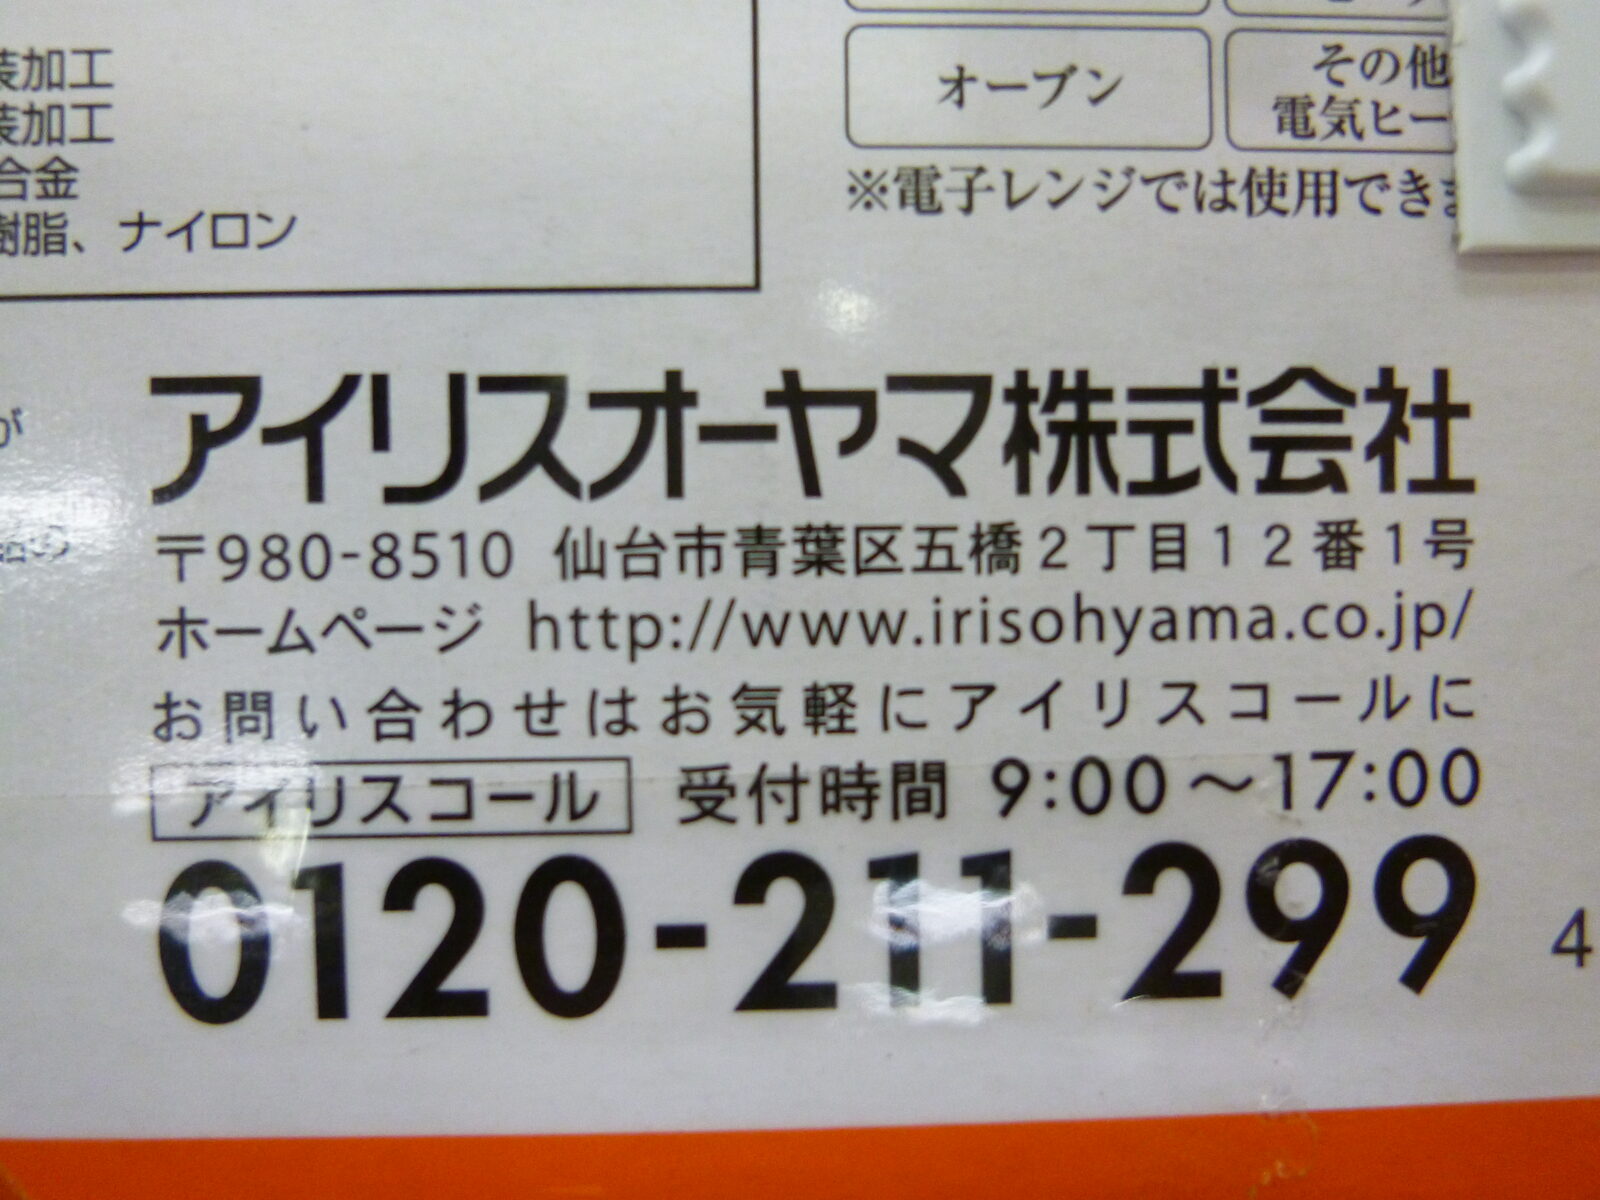 装加工
装加工
合金
樹脂、ナイロン
オーブン
その他
電気ヒー
※電子レンジでは使用でき
が
アイリスオーヤマ株式会社
〒980-8510 仙台市青葉区五橋2丁目12番1号
ホームページ http://www.irisohyama.co.jp/
お問い合わせはお気軽にアイリスコールに
アイリスコール 受付時間 9:00～17:00
0120-211-299
4